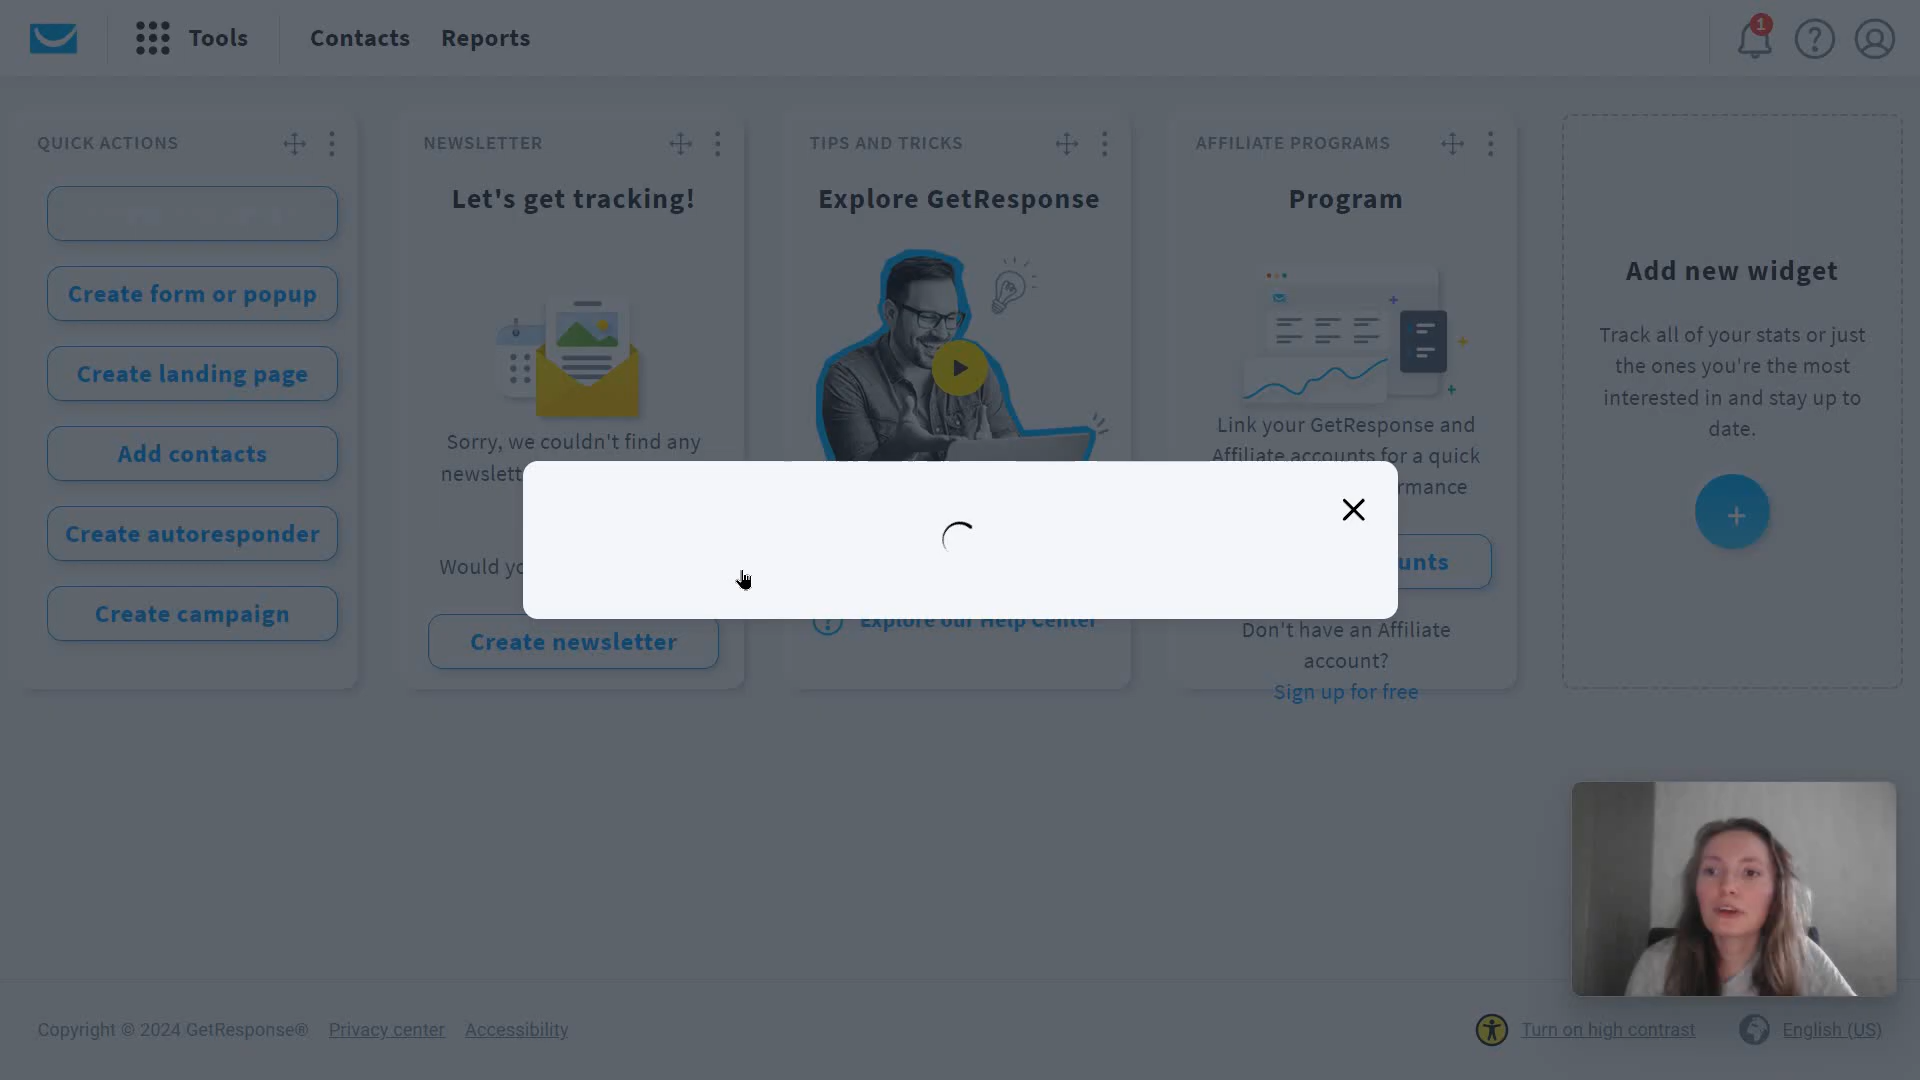 Tools
Contacts
Reports
1
QUICK ACTIONS
Create form or popup
Create landing page
Add contacts
Create autoresponder
Create campaign
NEWSLETTER
Let's get tracking!
Sorry, we couldn't find any
newslett
Would yo
Create newsletter
TIPS AND TRICKS
Explore GetResponse
Explore our Help Center
AFFILIATE PROGRAMS
Program
Link your GetResponse and
Affiliate accounts for a quick
rmance
unts
Don't have an Affiliate
account?
Sign up for free
Add new widget
Track all of your stats or just
the ones you're the most
interested in and stay up to
date.
Copyright © 2024 GetResponse®
Privacy center
Accessibility
Turn on high contrast
English (US)